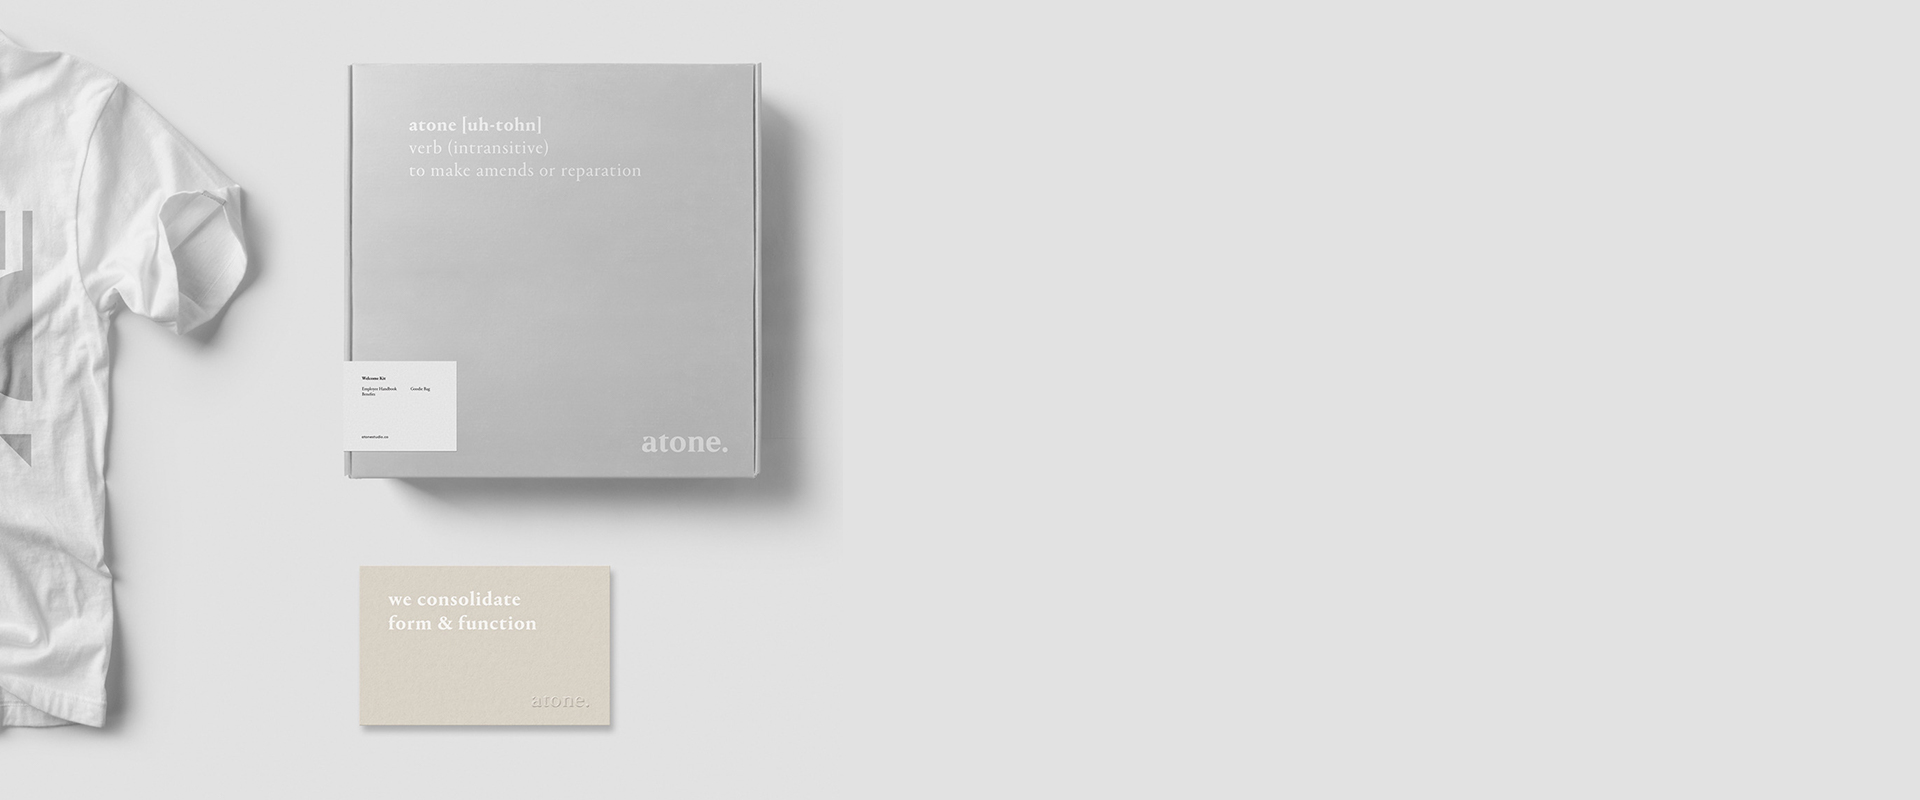 atone [uh-tohn]
verb (intransitive)
to make amends or reparation
Welcome Kit
Employee Handbook
Goodie Bag
Benefits
atonestudio.co
atone.
we consolidate
form & function
atone.